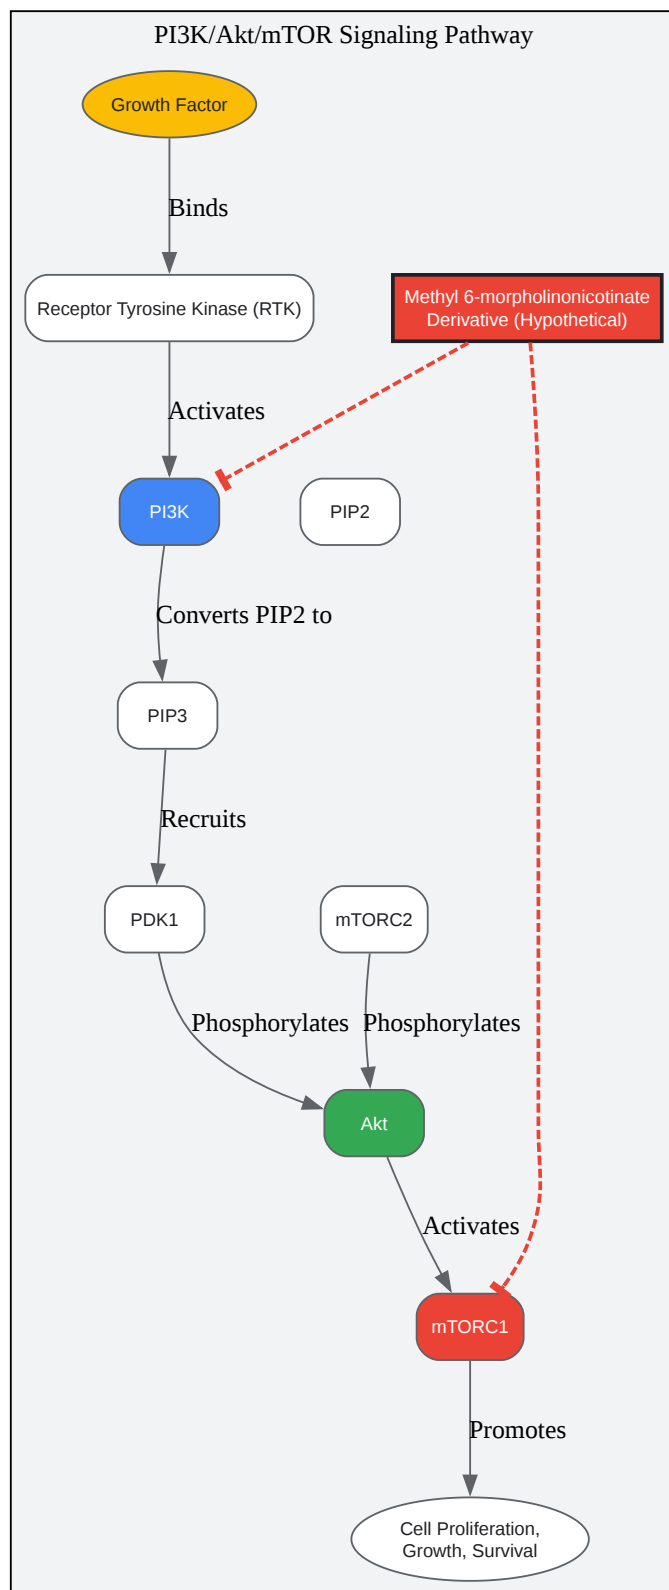 PI3K/Akt/mTOR Signaling Pathway
Growth Factor
Binds
Receptor Tyrosine Kinase (RTK)
Methyl 6-morpholinonicotinate
Derivative (Hypothetical)
Activates
PI3K
PIP2
Converts PIP2 to
PIP3
Recruits
PDK1
mTORC2
Phosphorylates
Phosphorylates
Akt
Activates
mTORC1
Promotes
Cell Proliferation,
Growth, Survival